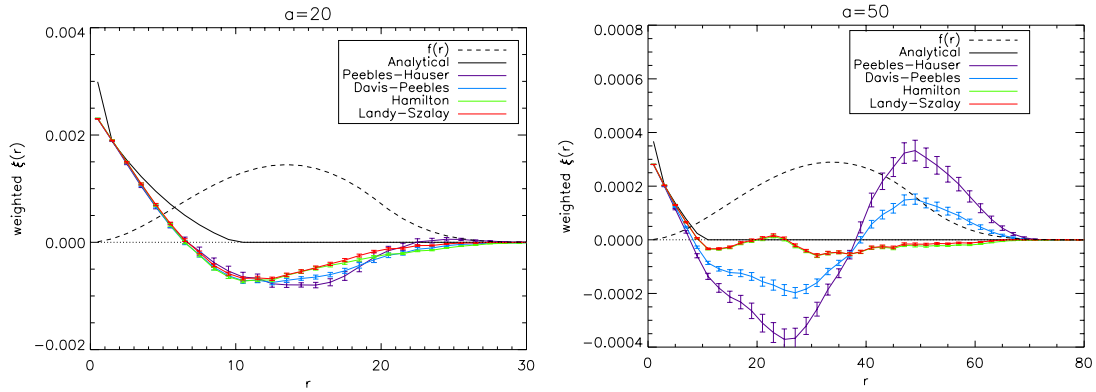 a=20
0.004
0.002
0.000
−0.002
weighted ξ(r)
f(r)
Analytical
Peebles−Hauser
Davis−Peebles
Hamilton
Landy−Szalay
0 10 20 30
r
a=50
0.0008
0.0006
0.0004
0.0002
0.0000
−0.0002
−0.0004
weighted ξ(r)
f(r)
Analytical
Peebles−Hauser
Davis−Peebles
Hamilton
Landy−Szalay
0 20 40 60 80
r